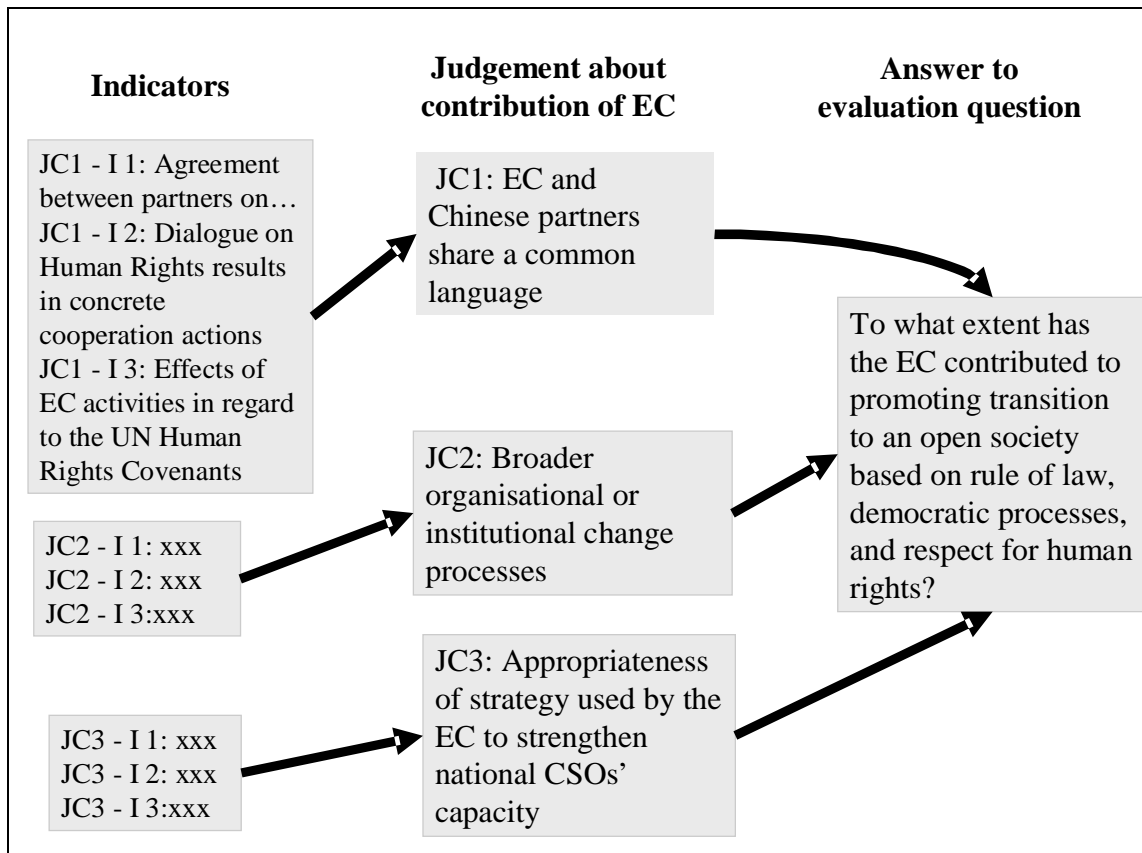 Indicators
Judgement about
contribution of EC
Answer to
evaluation question
JC1 - I 1: Agreement
between partners on…
JC1 - I 2: Dialogue on
Human Rights results
in concrete
cooperation actions
JC1 - I 3: Effects of
EC activities in regard
to the UN Human
Rights Covenants
JC1: EC and
Chinese partners
share a common
language
To what extent has
the EC contributed to
promoting transition
to an open society
based on rule of law,
democratic processes,
and respect for human
rights?
JC2: Broader
organisational or
institutional change
processes
JC2 - I 1: xxx
JC2 - I 2: xxx
JC2 - I 3:xxx
JC3: Appropriateness
of strategy used by the
EC to strengthen
national CSOs’
capacity
JC3 - I 1: xxx
JC3 - I 2: xxx
JC3 - I 3:xxx